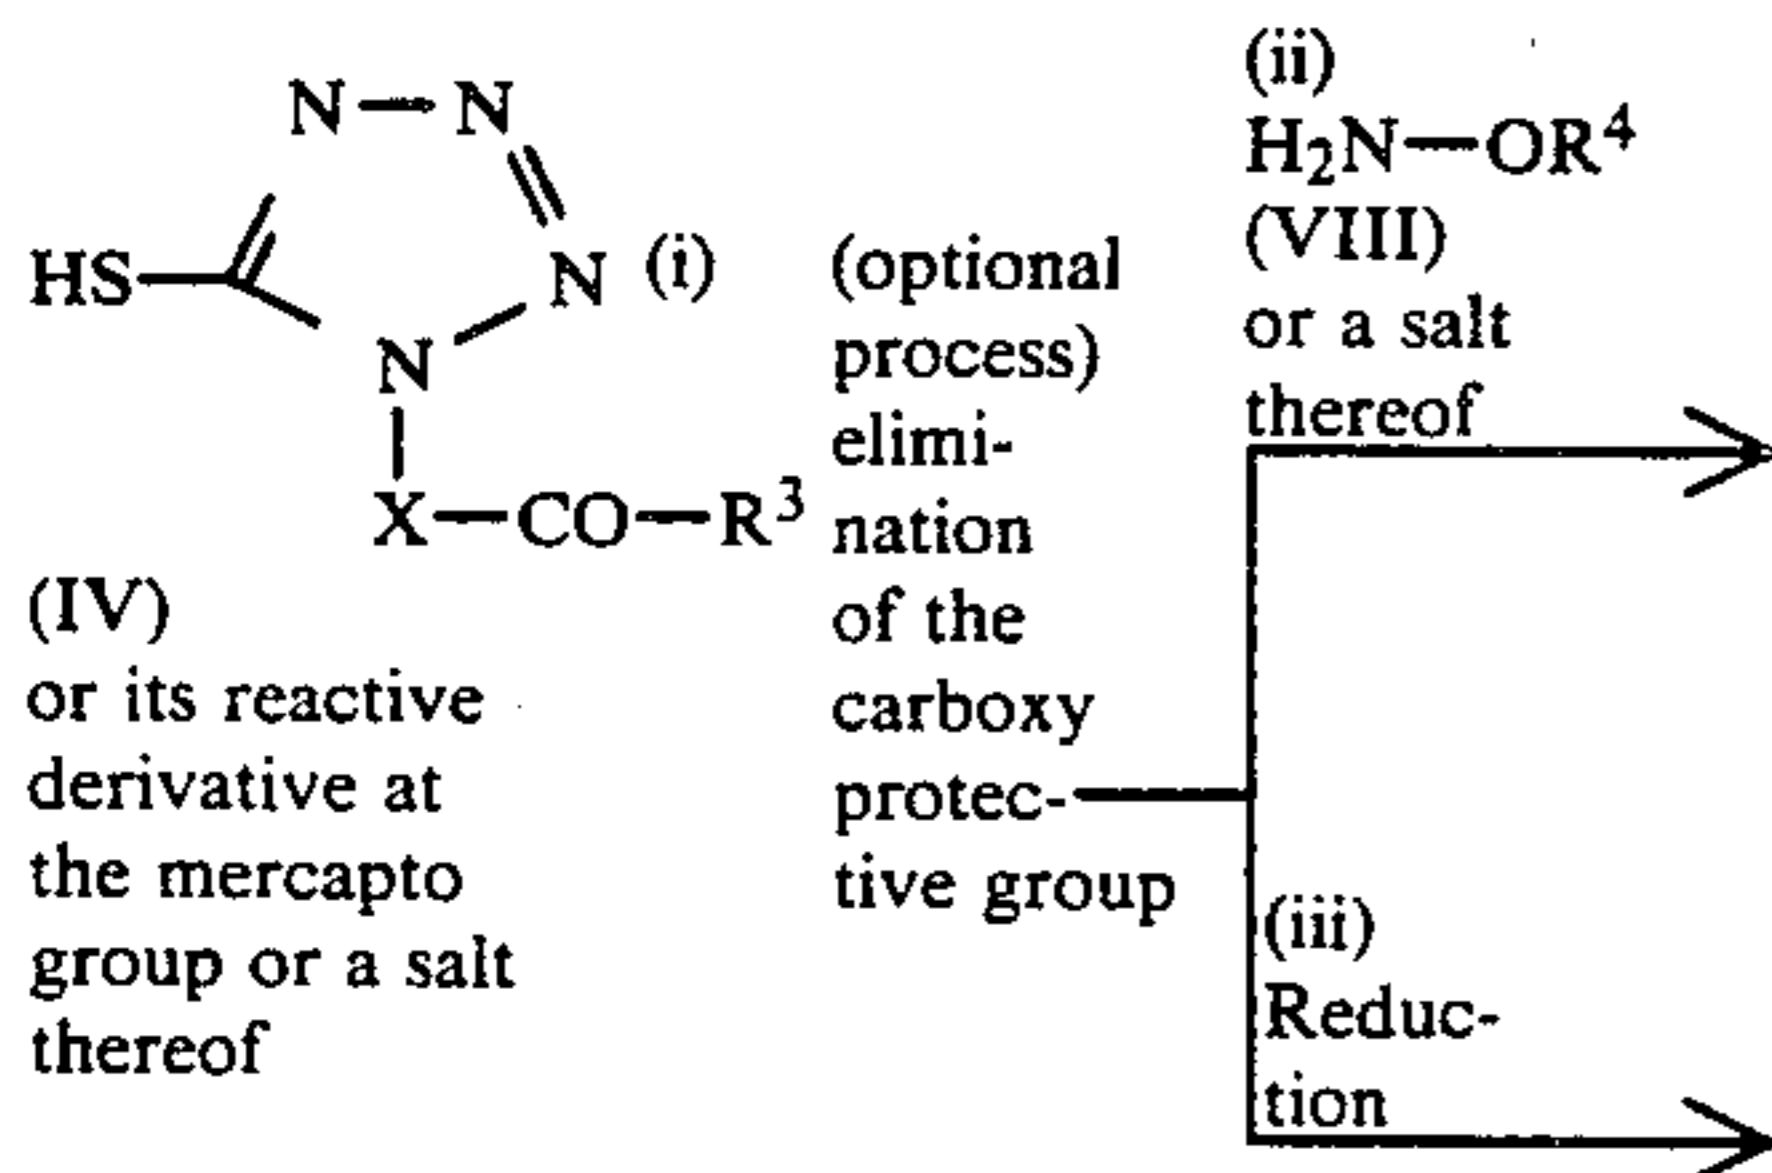 N—N
HS
N (i)
N
X—CO—R³
(IV)
or its reactive
derivative at
the mercapto
group or a salt
thereof
(optional
process)
elimi-
nation
of the
carboxy
protec-
tive group
(ii)
H₂N—OR⁴
(VIII)
or a salt
thereof
(iii)
Reduc-
tion